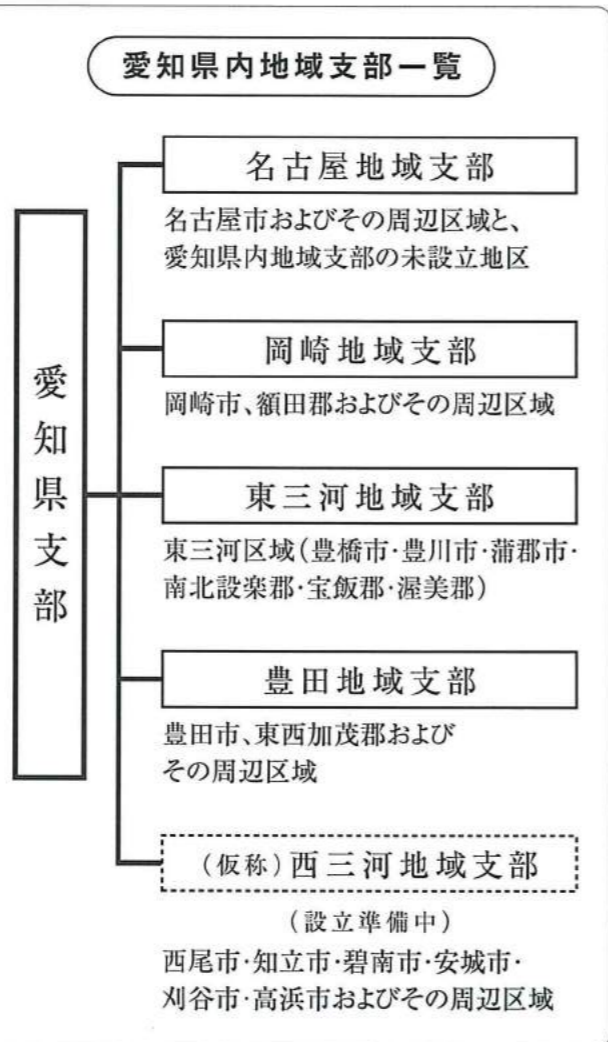 愛知県内地域支部一覧
愛知県支部
名古屋地域支部
名古屋市およびその周辺区域と、
愛知県内地域支部の未設立地区
岡崎地域支部
岡崎市、額田郡およびその周辺区域
東三河地域支部
東三河区域(豊橋市・豊川市・蒲郡市・
南北設楽郡・宝飯郡・渥美郡)
豊田地域支部
豊田市、東西加茂郡および
その周辺区域
(仮称)西三河地域支部
(設立準備中)
西尾市・知立市・碧南市・安城市・
刈谷市・高浜市およびその周辺区域